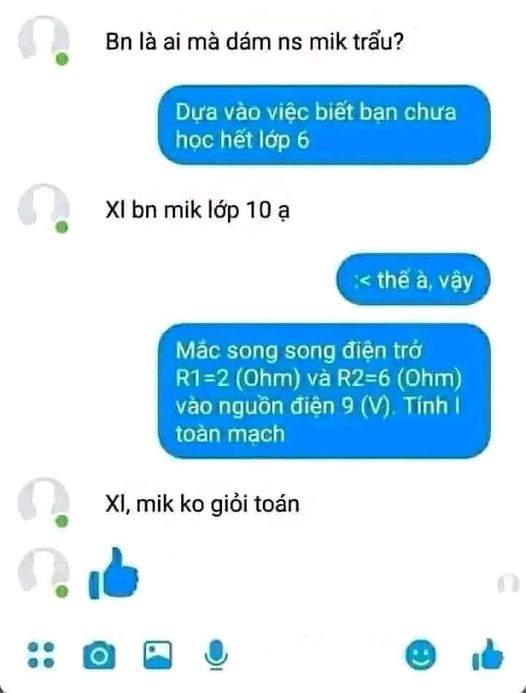 Bn là ai mà dám ns mik trẩu?
Dựa vào việc biết bạn chưa
học hết lớp 6
Xl bn mik lớp 10 ạ
:< thế à, vậy
Mắc song song điện trở
R1=2 (Ohm) và R2=6 (Ohm)
vào nguồn điện 9 (V). Tính I
toàn mạch
Xl, mik ko giỏi toán